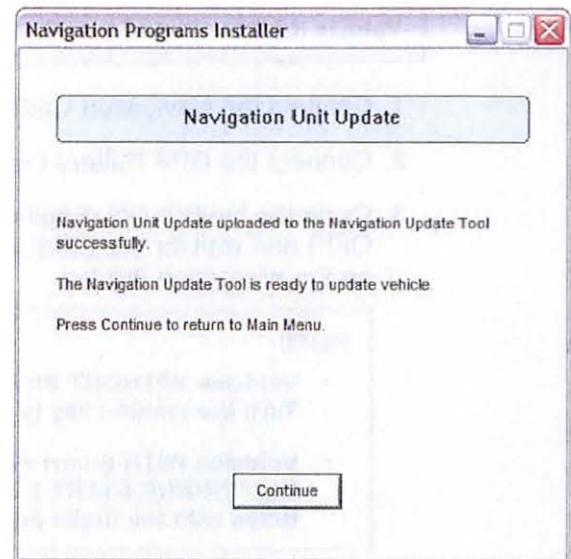 Navigation Programs Installer
Navigation Unit Update
Navigation Unit Update uploaded to the Navigation Update Tool
successfully.
The Navigation Update Tool is ready to update vehicle.
Press Continue to return to Main Menu.
Continue